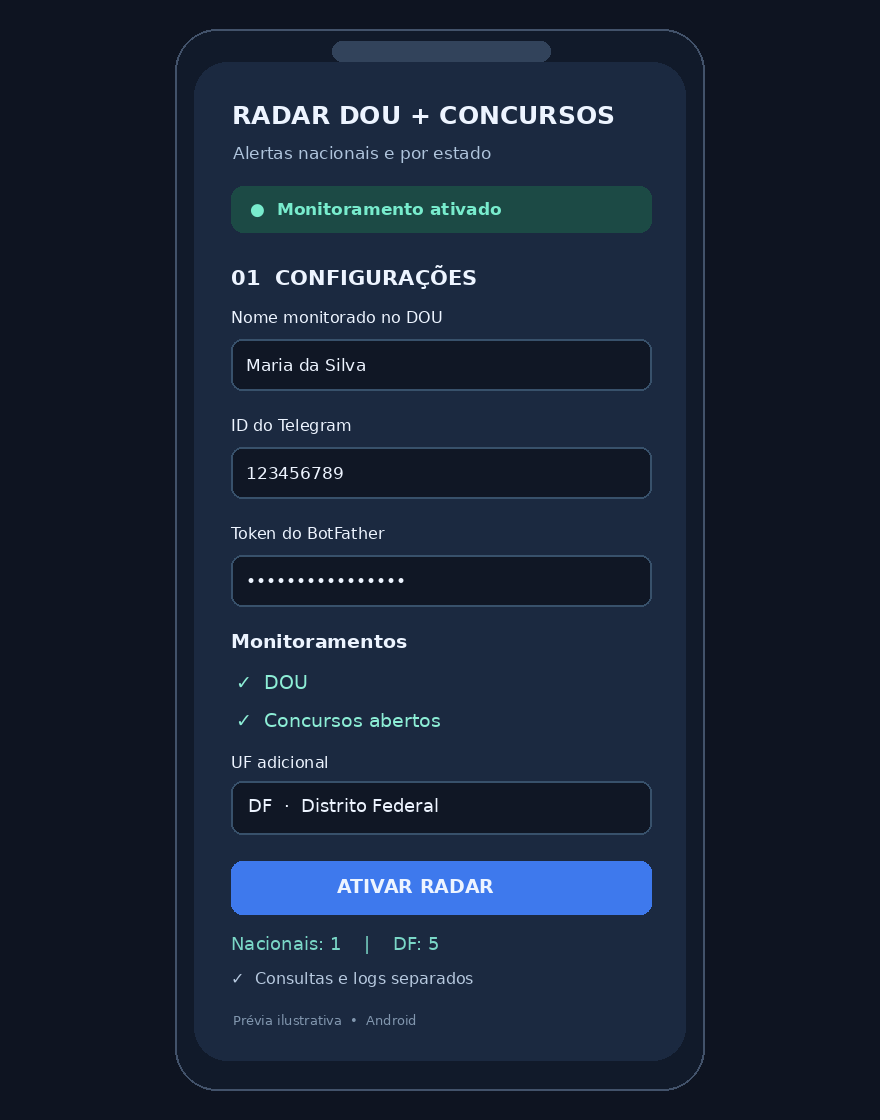 RADAR DOU + CONCURSOS
Alertas nacionais e por estado
● Monitoramento ativado
01 CONFIGURAÇÕES
Nome monitorado no DOU
Maria da Silva
ID do Telegram
123456789
Token do BotFather
••••••••••••••••
Monitoramentos
✓ DOU
✓ Concursos abertos
UF adicional
DF · Distrito Federal
ATIVAR RADAR
Nacionais: 1 | DF: 5
✓ Consultas e logs separados
Prévia ilustrativa • Android